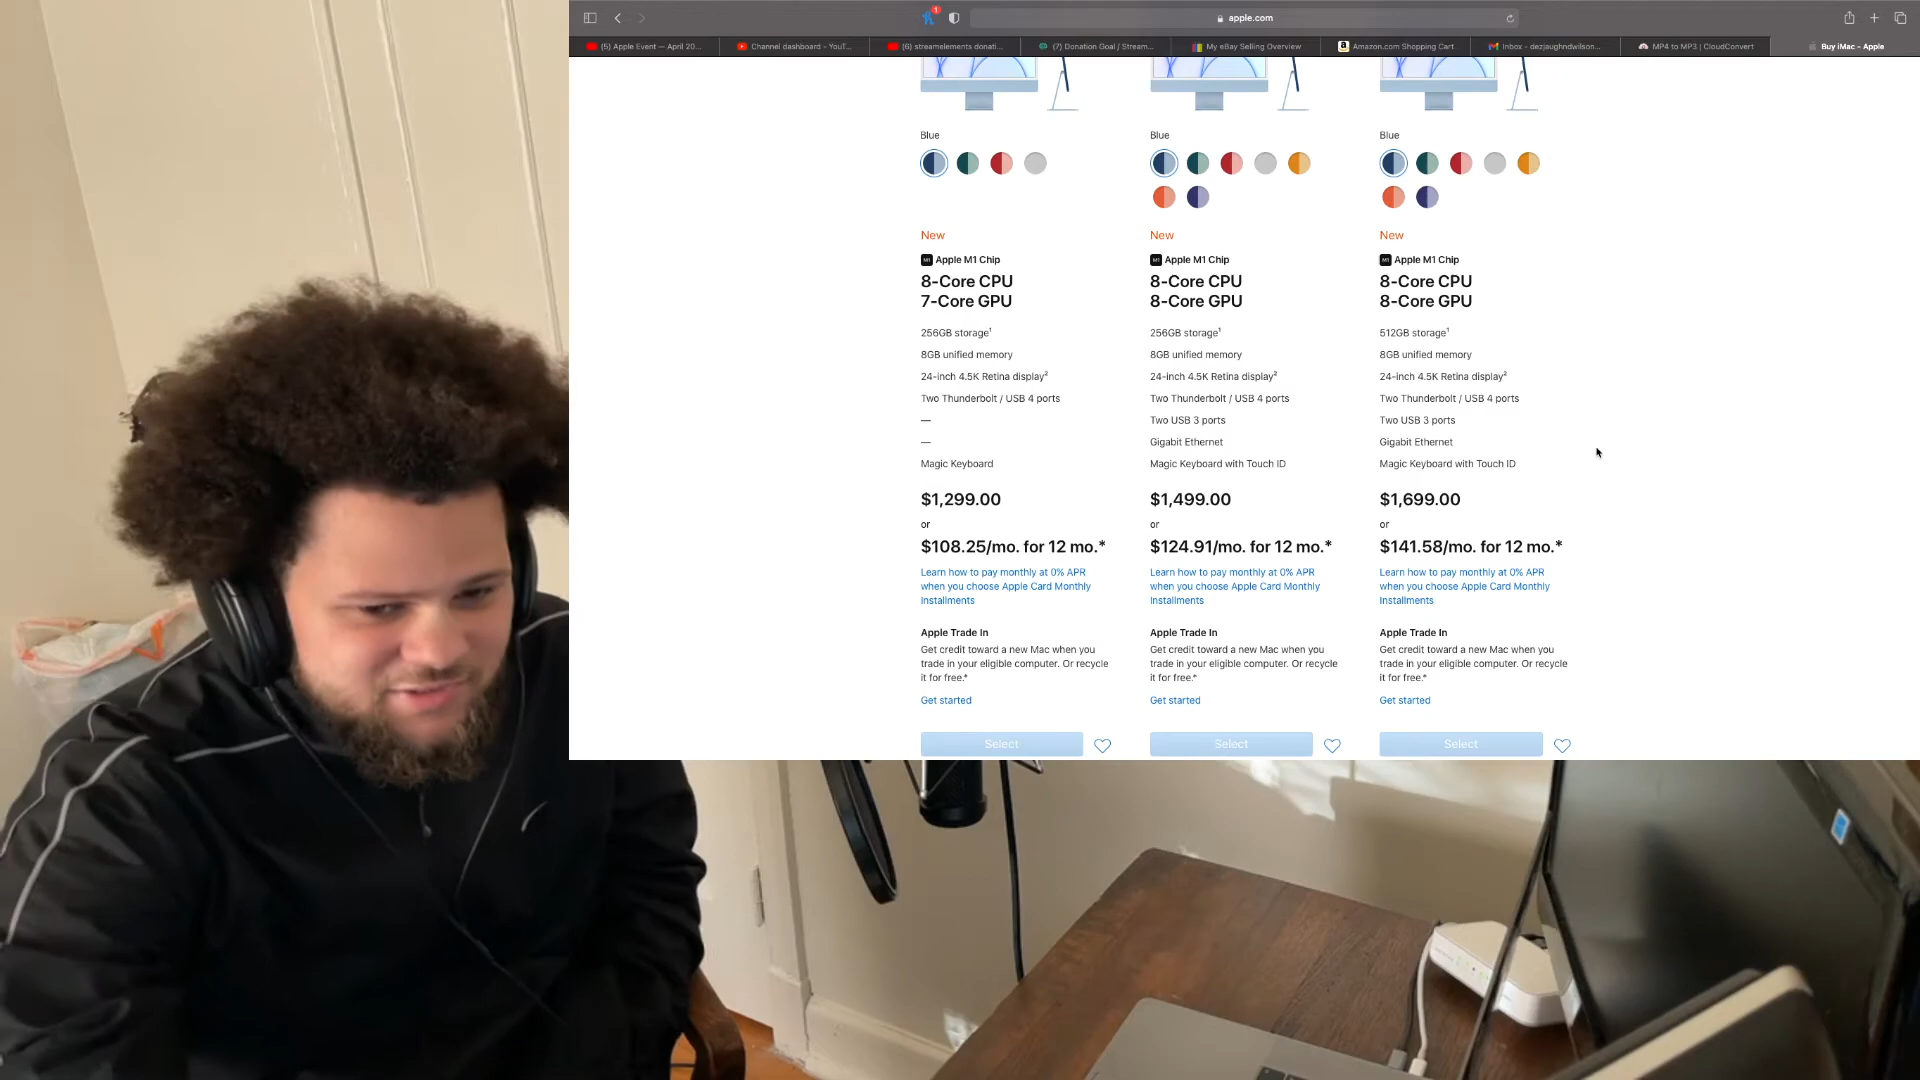 apple.com
(5) Apple Event — April 20...
Channel dashboard - YouT...
(6) streamelements donati...
(7) Donation Goal / Stream...
My eBay Selling Overview
Amazon.com Shopping Cart
Inbox - dezjaughndwilson...
MP4 to MP3 | CloudConvert
Buy iMac - Apple
Blue
Blue
Blue
New
New
New
Apple M1 Chip
8-Core CPU
7-Core GPU
256GB storage¹
8GB unified memory
24-inch 4.5K Retina display²
Two Thunderbolt / USB 4 ports
—
—
Magic Keyboard
$1,299.00
or
$108.25/mo. for 12 mo.*
Learn how to pay monthly at 0% APR
when you choose Apple Card Monthly
Installments
Apple Trade In
Get credit toward a new Mac when you
trade in your eligible computer. Or recycle
it for free.*
Get started
Select
Apple M1 Chip
8-Core CPU
8-Core GPU
256GB storage¹
8GB unified memory
24-inch 4.5K Retina display²
Two Thunderbolt / USB 4 ports
Two USB 3 ports
Gigabit Ethernet
Magic Keyboard with Touch ID
$1,499.00
or
$124.91/mo. for 12 mo.*
Learn how to pay monthly at 0% APR
when you choose Apple Card Monthly
Installments
Apple Trade In
Get credit toward a new Mac when you
trade in your eligible computer. Or recycle
it for free.*
Get started
Select
Apple M1 Chip
8-Core CPU
8-Core GPU
512GB storage¹
8GB unified memory
24-inch 4.5K Retina display²
Two Thunderbolt / USB 4 ports
Two USB 3 ports
Gigabit Ethernet
Magic Keyboard with Touch ID
$1,699.00
or
$141.58/mo. for 12 mo.*
Learn how to pay monthly at 0% APR
when you choose Apple Card Monthly
Installments
Apple Trade In
Get credit toward a new Mac when you
trade in your eligible computer. Or recycle
it for free.*
Get started
Select